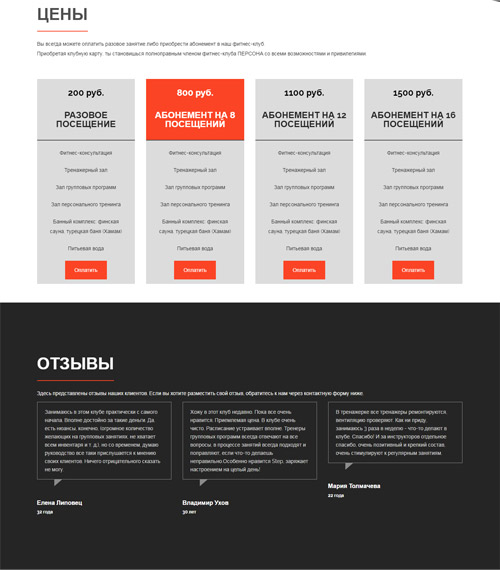 ЦЕНЫ
Вы всегда можете оплатить разовое занятие либо приобрести абонемент в наш фитнес-клуб.
Приобретая клубную карту, ты становишься полноправным членом фитнес-клуба ПЕРСОНА со всеми возможностями и привилегиями.
200 руб.
РАЗОВОЕ
ПОСЕЩЕНИЕ
Фитнес-консультация
Тренажерный зал
Зал групповых программ
Зал персонального тренинга
Банный комплекс: финская
сауна, турецкая баня (Хамам)
Питьевая вода
Оплатить
800 руб.
АБОНЕМЕНТ НА 8
ПОСЕЩЕНИЙ
Фитнес-консультация
Тренажерный зал
Зал групповых программ
Зал персонального тренинга
Банный комплекс: финская
сауна, турецкая баня (Хамам)
Питьевая вода
Оплатить
1100 руб.
АБОНЕМЕНТ НА 12
ПОСЕЩЕНИЙ
Фитнес-консультация
Тренажерный зал
Зал групповых программ
Зал персонального тренинга
Банный комплекс: финская
сауна, турецкая баня (Хамам)
Питьевая вода
Оплатить
1500 руб.
АБОНЕМЕНТ НА 16
ПОСЕЩЕНИЙ
Фитнес-консультация
Тренажерный зал
Зал групповых программ
Зал персонального тренинга
Банный комплекс: финская
сауна, турецкая баня (Хамам)
Питьевая вода
Оплатить
ОТЗЫВЫ
Здесь представлены отзывы наших клиентов. Если вы хотите разместить свой отзыв, обратитесь к нам через контактную форму ниже.
Занимаюсь в этом клубе практически с самого
начала. Вполне достойно за такие деньги. Да,
есть нюансы, конечно, (огромное количество
желающих на групповых занятиях, не хватает
всем инвентаря и т.д.), но со временем, думаю
руководство все таки прислушается к мнению
своих клиентов. Ничего отрицательного сказать
не могу.
Елена Липовец
32 года
Хожу в этот клуб недавно. Пока все очень
нравится. Приемлемая цена. В клубе очень
чисто. Расписание устраивает вполне. Тренеры
групповых программ всегда отвечают на все
вопросы, в процессе занятий всегда подходят и
поправляют, если что-то делаешь
неправильно.Особенно нравится Step, заряжает
настроением на целый день!
Владимир Ухов
30 лет
В тренажерке все тренажеры ремонтируются,
вентиляцию проверяют. Как ни приду,
занимаюсь 3 раза в неделю - что-то делают в
клубе. Спасибо! И за инструкторов отдельное
спасибо, очень позитивный и крепкий состав,
очень стимулируют к регулярным занятиям
Мария Толмачева
22 года